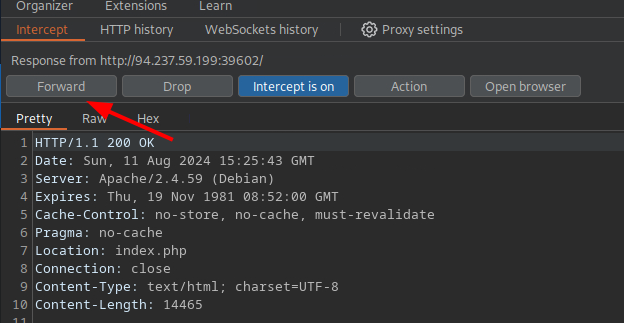 Organizer Extensions Learn
Intercept HTTP history WebSockets history Proxy settings
Response from http://94.237.59.199:39602/
Forward Drop Intercept is on Action Open browser
Pretty Raw Hex
1 HTTP/1.1 200 OK
2 Date: Sun, 11 Aug 2024 15:25:43 GMT
3 Server: Apache/2.4.59 (Debian)
4 Expires: Thu, 19 Nov 1981 08:52:00 GMT
5 Cache-Control: no-store, no-cache, must-revalidate
6 Pragma: no-cache
7 Location: index.php
8 Connection: close
9 Content-Type: text/html; charset=UTF-8
10 Content-Length: 14465
11